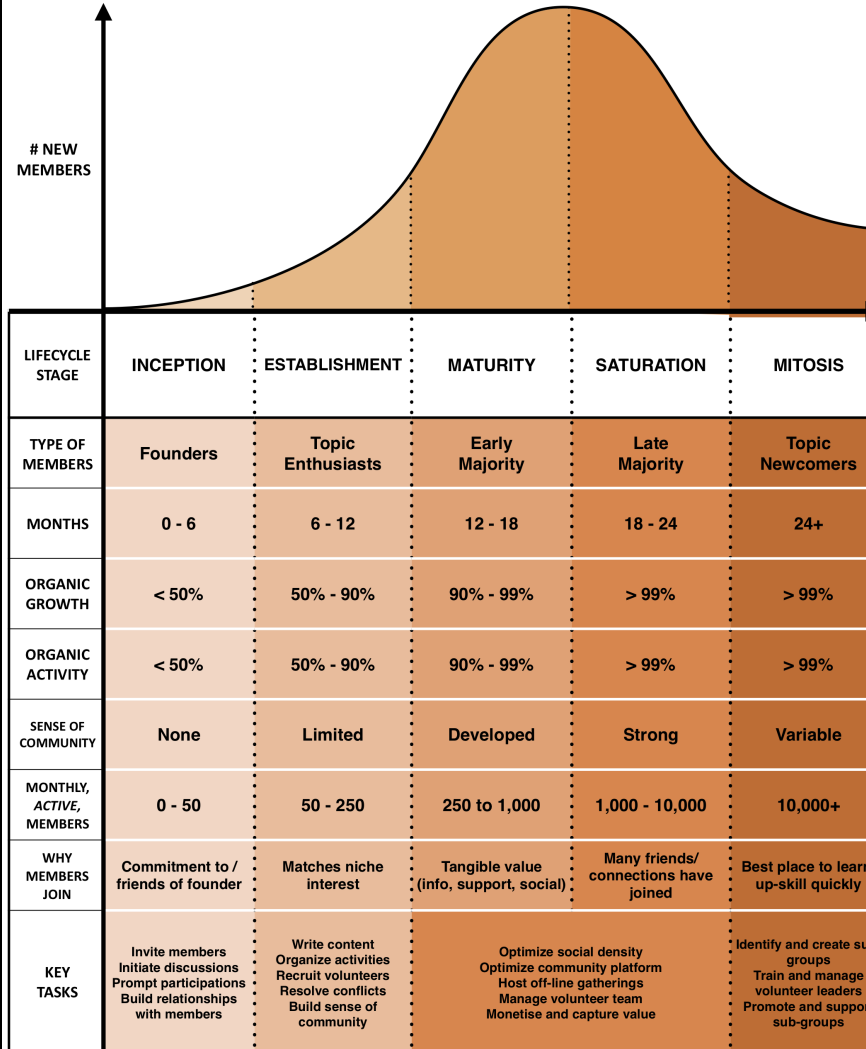 # NEW
MEMBERS
LIFECYCLE
STAGE
INCEPTION
ESTABLISHMENT
MATURITY
SATURATION
MITOSIS
TYPE OF
MEMBERS
Founders
Topic
Enthusiasts
Early
Majority
Late
Majority
Topic
Newcomers
MONTHS
0 - 6
6 - 12
12 - 18
18 - 24
24+
ORGANIC
GROWTH
< 50%
50% - 90%
90% - 99%
> 99%
> 99%
ORGANIC
ACTIVITY
< 50%
50% - 90%
90% - 99%
> 99%
> 99%
SENSE OF
COMMUNITY
None
Limited
Developed
Strong
Variable
MONTHLY,
ACTIVE,
MEMBERS
0 - 50
50 - 250
250 to 1,000
1,000 - 10,000
10,000+
WHY
MEMBERS
JOIN
Commitment to /
friends of founder
Matches niche
interest
Tangible value
(info, support, social)
Many friends/
connections have
joined
Best place to learn
up-skill quickly
KEY
TASKS
Invite members
Initiate discussions
Prompt participations
Build relationships
with members
Write content
Organize activities
Recruit volunteers
Resolve conflicts
Build sense of
community
Optimize social density
Optimize community platform
Host off-line gatherings
Manage volunteer team
Monetise and capture value
Identify and create
groups
Train and manage
volunteer leaders
Promote and
sub-groups